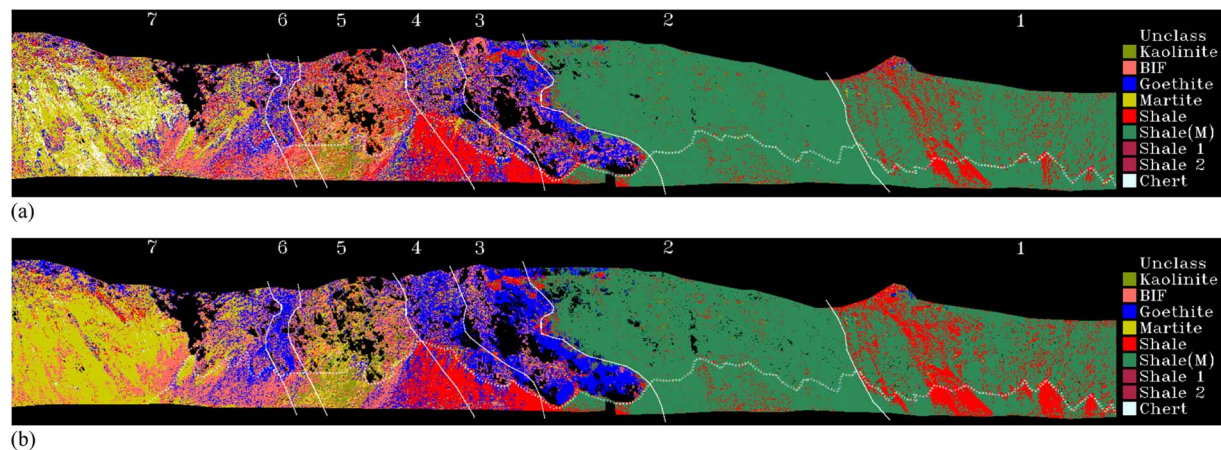 7 6 5 4 3 2 1
Unclass
Kaolinite
BIF
Goethite
Martite
Shale
Shale(M)
Shale 1
Shale 2
Chert
(a)
7 6 5 4 3 2 1
Unclass
Kaolinite
BIF
Goethite
Martite
Shale
Shale(M)
Shale 1
Shale 2
Chert
(b)